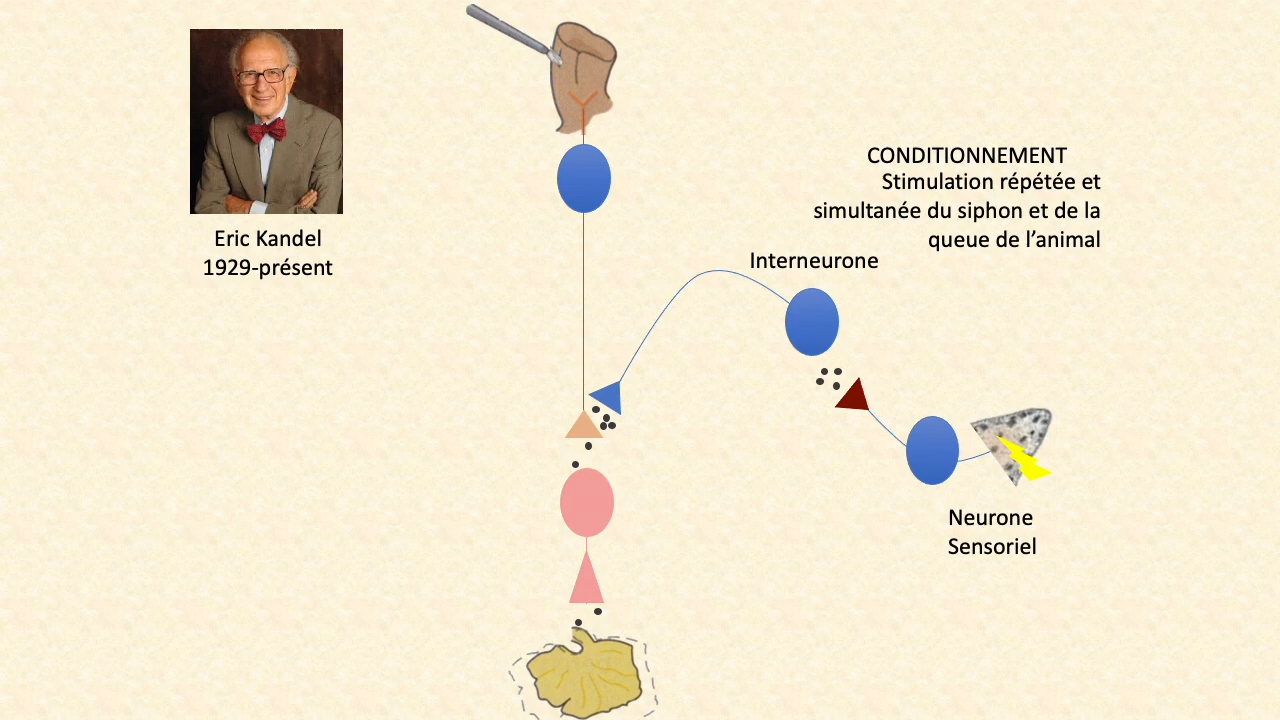 Eric Kandel
1929-présent
CONDITIONNEMENT
Stimulation répétée et
simultanée du siphon et de la
queue de l’animal
Interneurone
Neurone
Sensoriel